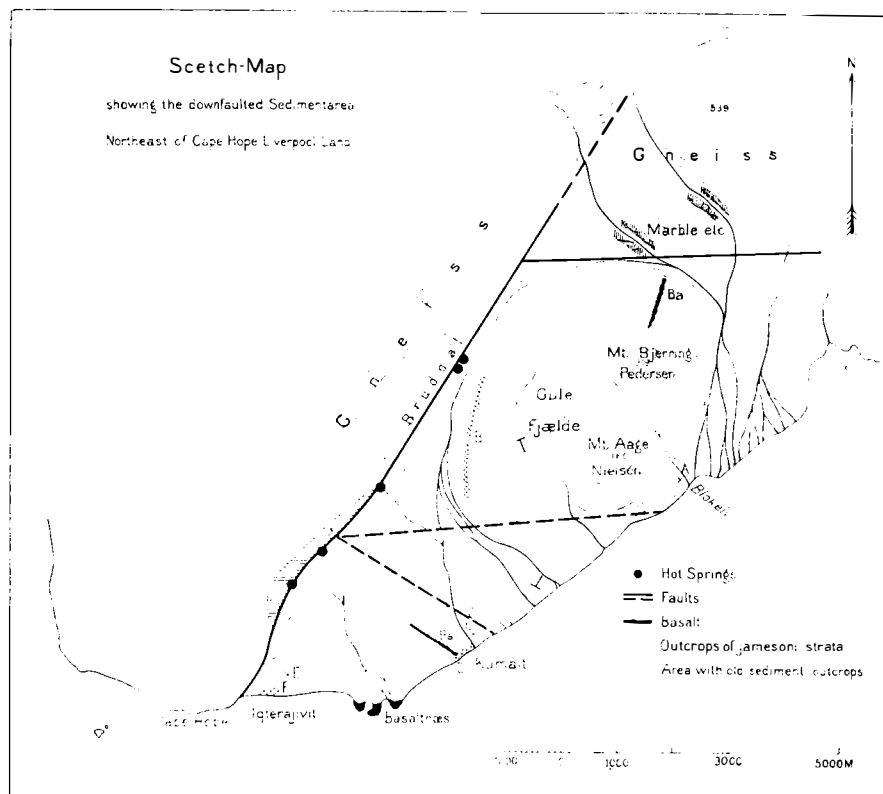 Scetch-Map
showing the downfaulted Sedimentarea
Northeast of Cape Hope Liverpool Land
N
539
Gneiss
Marble etc
Ba
Mt. Bjerring
Pedersen
Gneiss
Bruddal
Gule
Fjælde
Mt. Aage
Nielsen
Hot Springs
Faults
Basalt
Outcrops of jameson strata
Area with old sediment outcrops
Ba
Kumait
E
F
Igterajivit
Basaltnæs
1000
3000
5000M